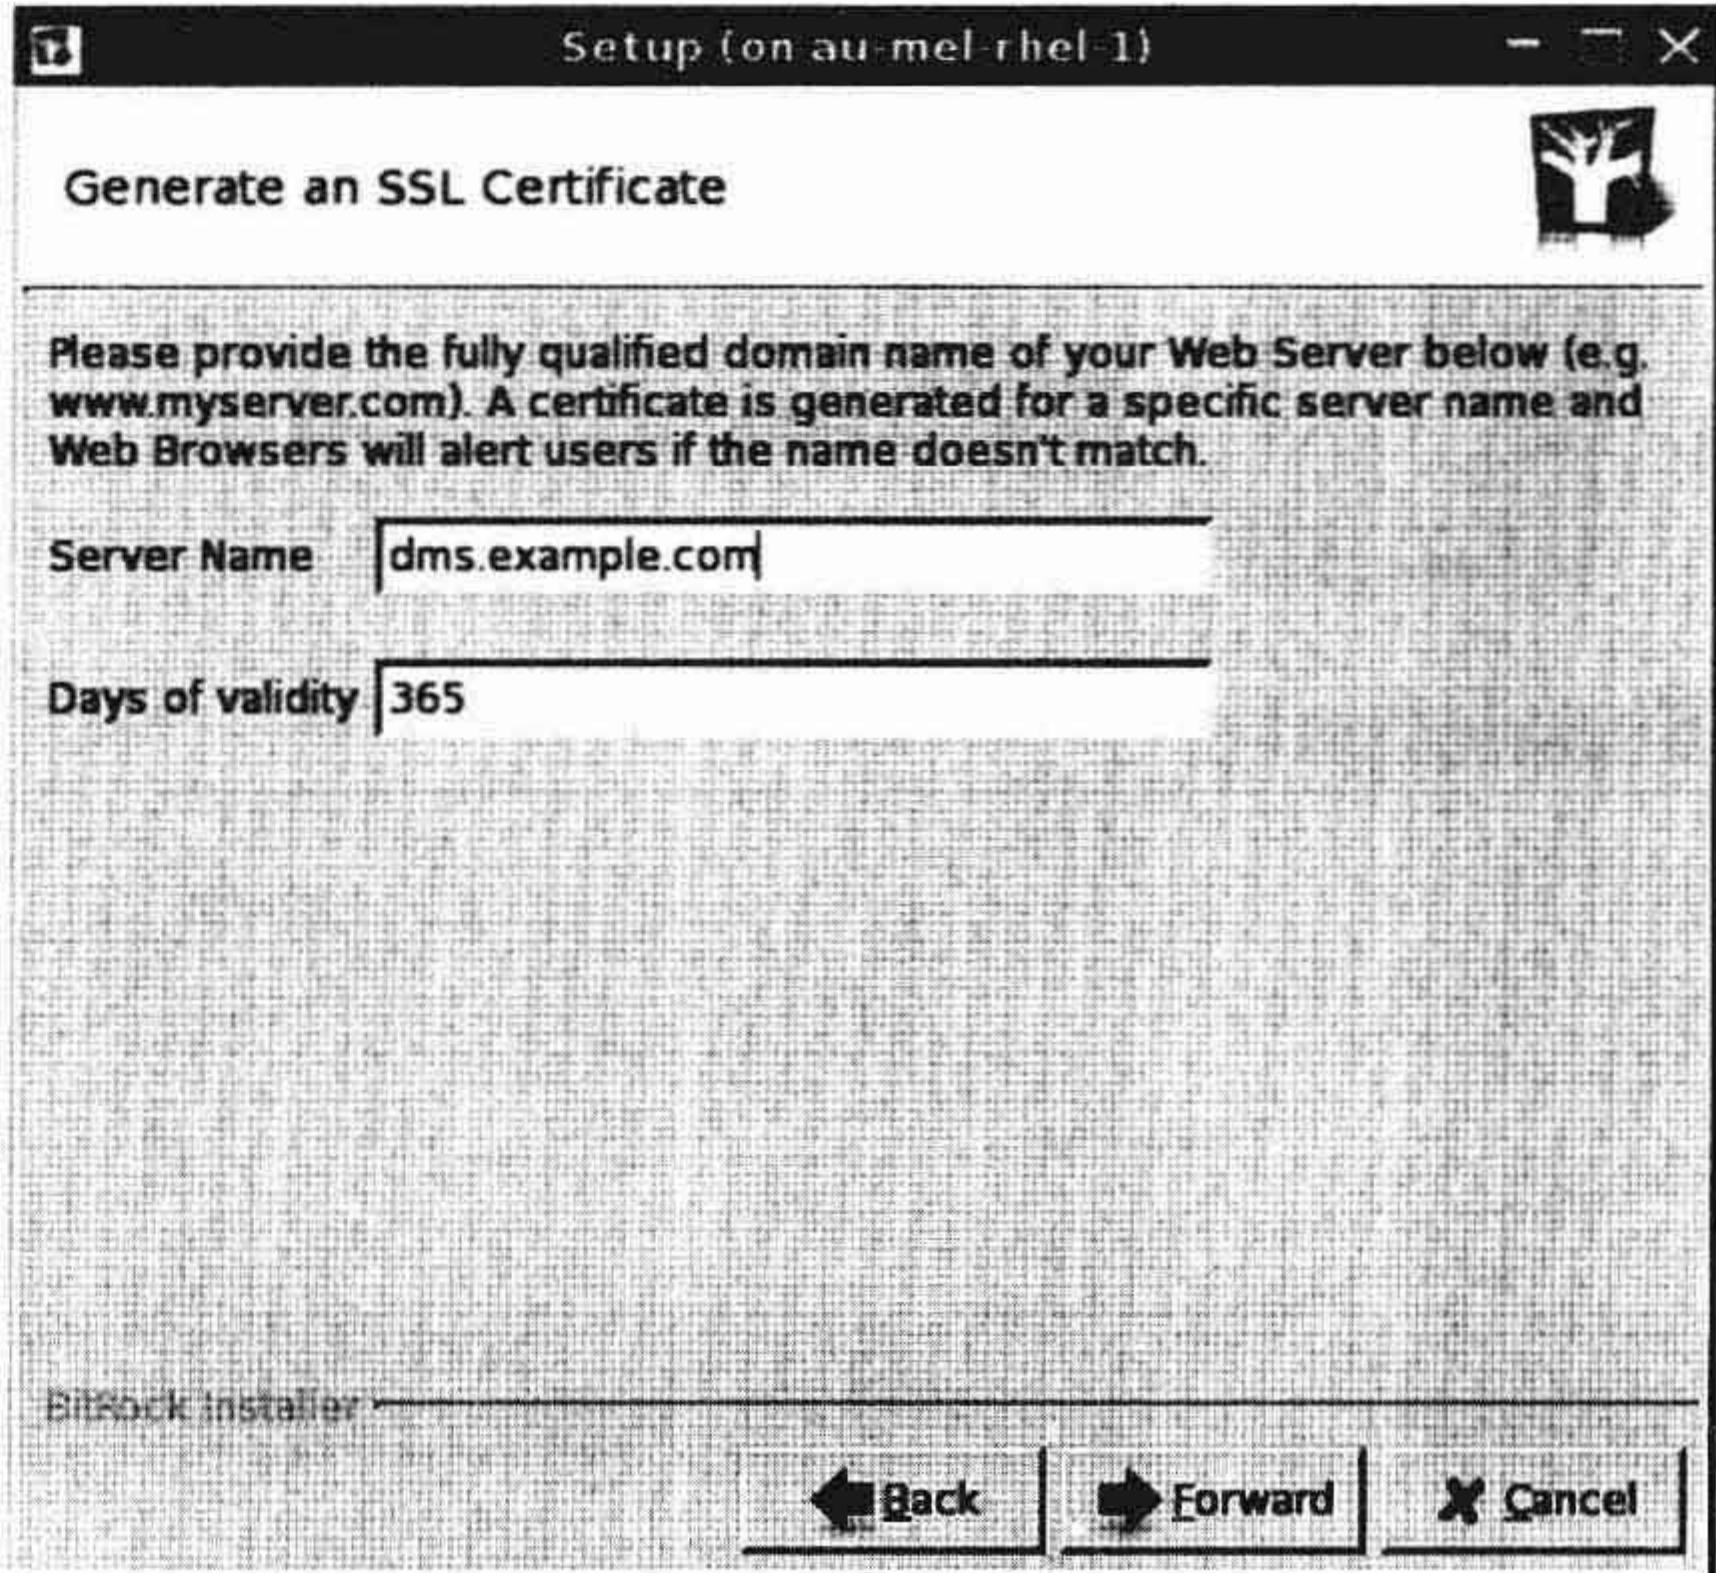 Setup (on au-mel-rhel-1)
Generate an SSL Certificate
Please provide the fully qualified domain name of your Web Server below (e.g.
www.myserver.com). A certificate is generated for a specific server name and
Web Browsers will alert users if the name doesn't match.
Server Name dms.example.com
Days of validity 365
BitRock Installer
Back Forward Cancel